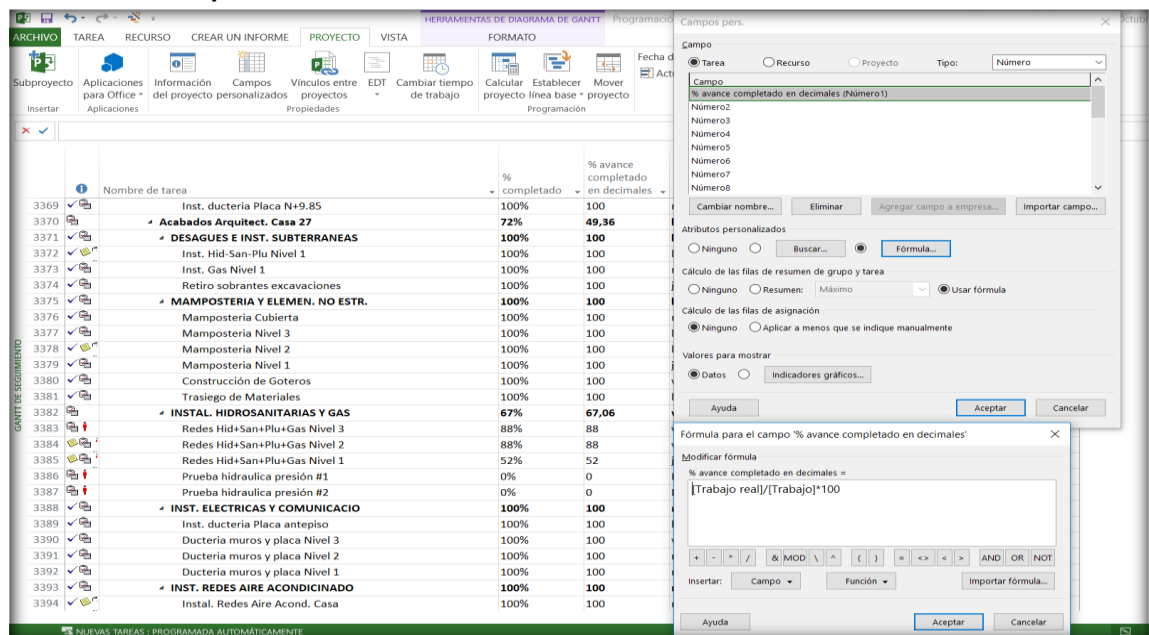 HERRAMIENTAS DE DIAGRAMA DE GANTT
ARCHIVO TAREA RECURSO CREAR UN INFORME PROYECTO VISTA FORMATO
Subproyecto
Aplicaciones para Office
Información del proyecto
Campos personalizados
Vínculos entre proyectos
EDT
Cambiar tiempo de trabajo
Calcular proyecto
Establecer línea base
Mover proyecto
Fecha d
Insertar Aplicaciones Propiedades Programación
Nombre de tarea % completado % avance completado en decimales
3369 Inst. ducteria Placa N+9.85 100% 100
3370 Acabados Arquitect. Casa 27 72% 49,36
3371 DESAGUES E INST. SUBTERRANEAS 100% 100
3372 Inst. Hid-San-Plu Nivel 1 100% 100
3373 Inst. Gas Nivel 1 100% 100
3374 Retiro sobrantes excavaciones 100% 100
3375 MAMPOSTERIA Y ELEMEN. NO ESTR. 100% 100
3376 Mamposteria Cubierta 100% 100
3377 Mamposteria Nivel 3 100% 100
3378 Mamposteria Nivel 2 100% 100
3379 Mamposteria Nivel 1 100% 100
3380 Construcción de Goteros 100% 100
3381 Trasiego de Materiales 100% 100
3382 INSTAL. HIDROSANITARIAS Y GAS 67% 67,06
3383 Redes Hid+San+Plu+Gas Nivel 3 88% 88
3384 Redes Hid+San+Plu+Gas Nivel 2 88% 88
3385 Redes Hid+San+Plu+Gas Nivel 1 52% 52
3386 Prueba hidraulica presión #1 0% 0
3387 Prueba hidraulica presión #2 0% 0
3388 INST. ELECTRICAS Y COMUNICACIO 100% 100
3389 Inst. ducteria Placa antepiso 100% 100
3390 Ducteria muros y placa Nivel 3 100% 100
3391 Ducteria muros y placa Nivel 2 100% 100
3392 Ducteria muros y placa Nivel 1 100% 100
3393 INST. REDES AIRE ACONDICINADO 100% 100
3394 Instal. Redes Aire Acond. Casa 100% 100
GANTT DE SEGUIMIENTO
NUEVAS TAREAS : PROGRAMADA AUTOMÁTICAMENTE
Campos pers.
Campo
Tarea Recurso Proyecto Tipo: Número
Campo
% avance completado en decimales (Número1)
Número2
Número3
Número4
Número5
Número6
Número7
Número8
Cambiar nombre... Eliminar Agregar campo a empresa... Importar campo...
Atributos personalizados
Ninguno Buscar... Fórmula...
Cálculo de las filas de resumen de grupo y tarea
Ninguno Resumen: Máximo Usar fórmula
Cálculo de las filas de asignación
Ninguno Aplicar a menos que se indique manualmente
Valores para mostrar
Datos Indicadores gráficos...
Ayuda Aceptar Cancelar
Fórmula para el campo '% avance completado en decimales'
Modificar fórmula
% avance completado en decimales =
[Trabajo real]/[Trabajo]*100
+ - * / & MOD \ ^ ( ) = <> < > AND OR NOT
Insertar: Campo Función Importar fórmula...
Ayuda Aceptar Cancelar